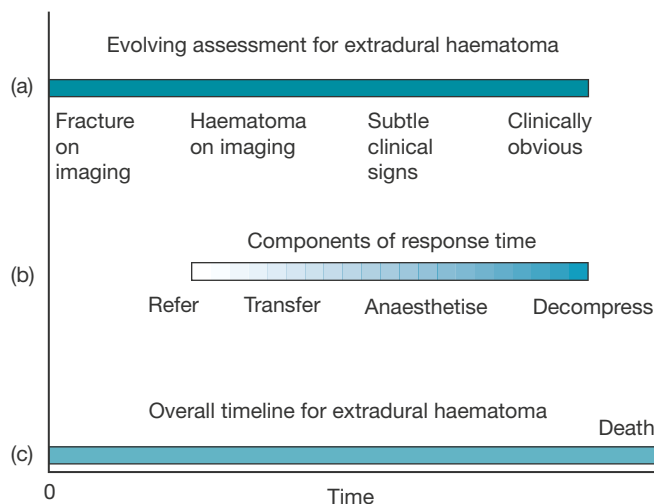 Evolving assessment for extradural haematoma
(a)
Fracture
on
imaging
Haematoma
on imaging
Subtle
clinical
signs
Clinically
obvious
Components of response time
(b)
Refer
Transfer
Anaesthetise
Decompress
Overall timeline for extradural haematoma
Death
(c)
0
Time